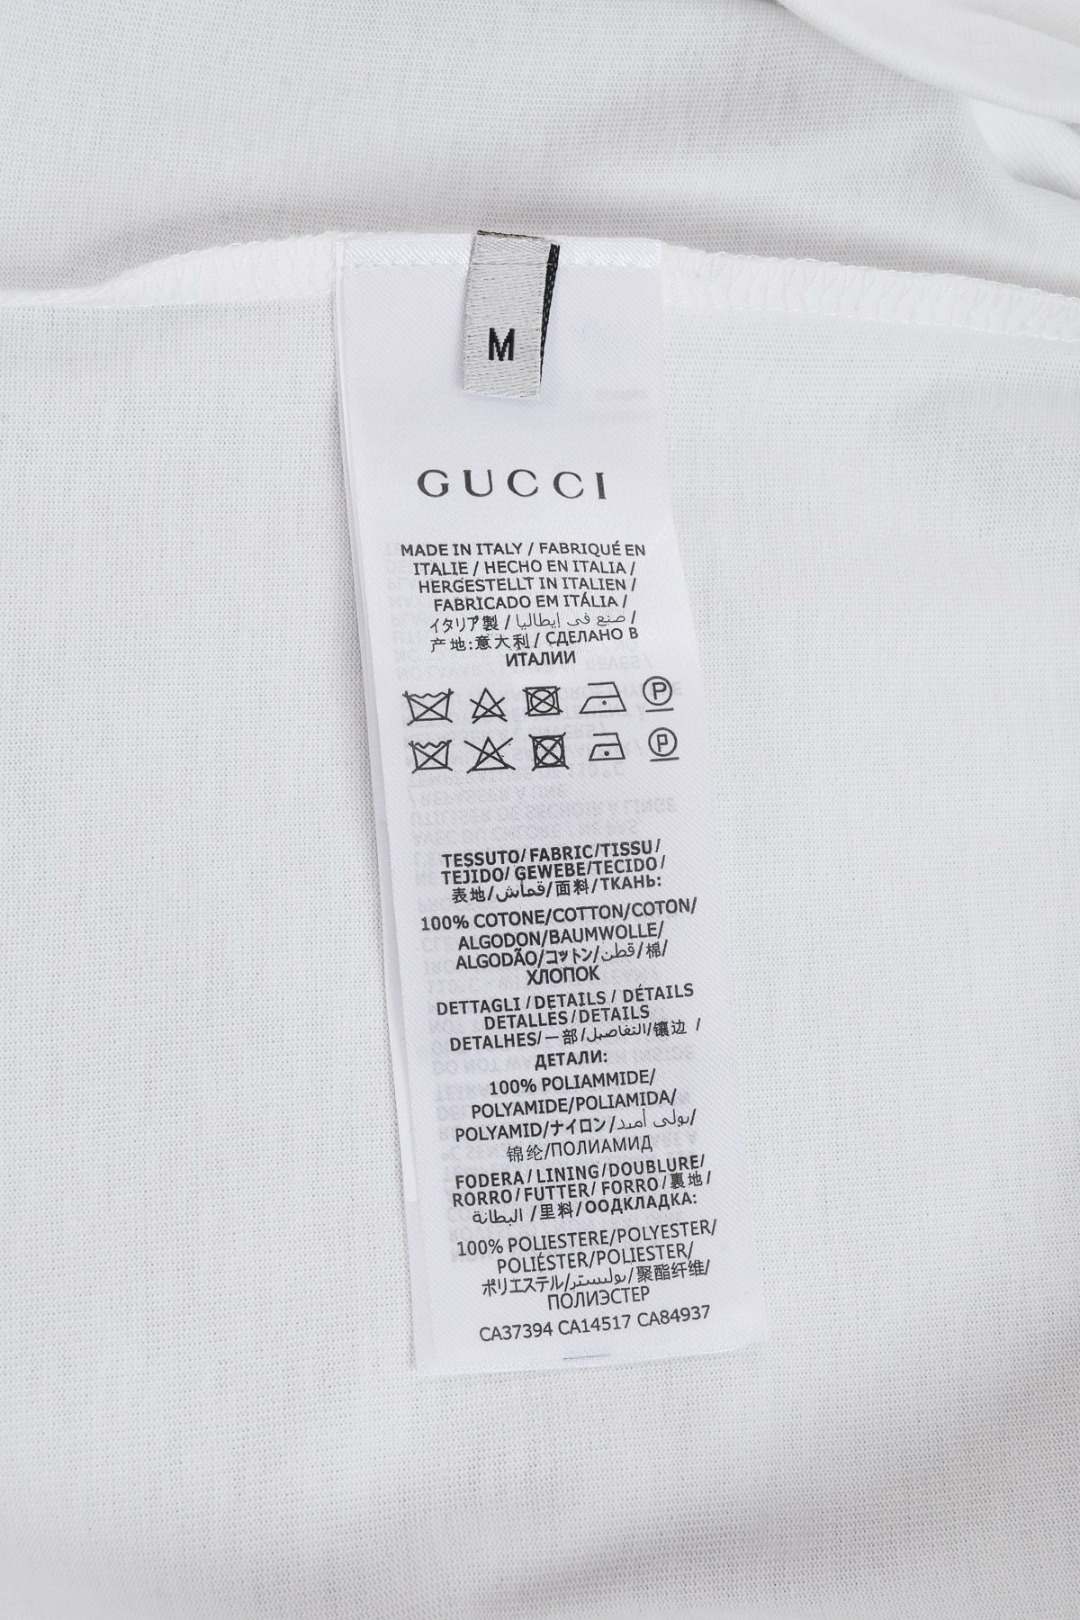 M
GUCCI
MADE IN ITALY / FABRIQUÉ EN
ITALIE / HECHO EN ITALIA /
HERGESTELLT IN ITALIEN /
FABRICADO EM ITÁLIA /
イタリア製 / صنع في إيطاليا /
产地:意大利 / СДЕЛАНО В
ИТАЛИИ
P
P
TESSUTO/FABRIC/TISSU/
TEJIDO/ GEWEBE/TECIDO/
表地/قماش/面料/ТКАНЬ:
100% COTONE/COTTON/COTON/
ALGODON/BAUMWOLLE/
ALGODÃO/コットン/قطن/棉/
ХЛОПОК
DETTAGLI / DETAILS / DÉTAILS
DETALLES/DETAILS
DETALHES/一部/التفاصيل/镶边 /
ДЕТАЛИ:
100% POLIAMMIDE/
POLYAMIDE/POLIAMIDA/
POLYAMID/ナイロン/بولي أميد/
锦纶/ПОЛИАМИД
FODERA/LINING/DOUBLURE/
RORRO/FUTTER/FORRO/裏地/
البطانة /里料/ООДКЛАДКА:
100% POLIESTERE/POLYESTER/
POLIÉSTER/POLIESTER/
ポリエステル/بوليستر/聚酯纤维/
ПОЛИЭСТЕР
CA37394 CA14517 CA84937